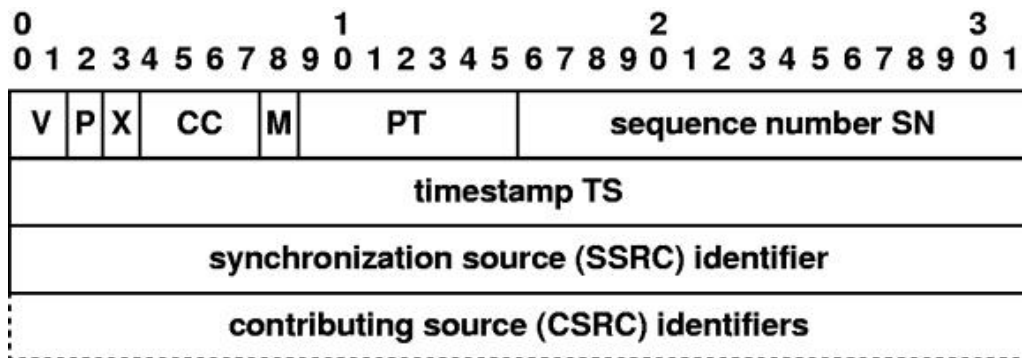 0 1 2 3
0 1 2 3 4 5 6 7 8 9 0 1 2 3 4 5 6 7 8 9 0 1 2 3 4 5 6 7 8 9 0 1
V P X CC M PT sequence number SN
timestamp TS
synchronization source (SSRC) identifier
contributing source (CSRC) identifiers